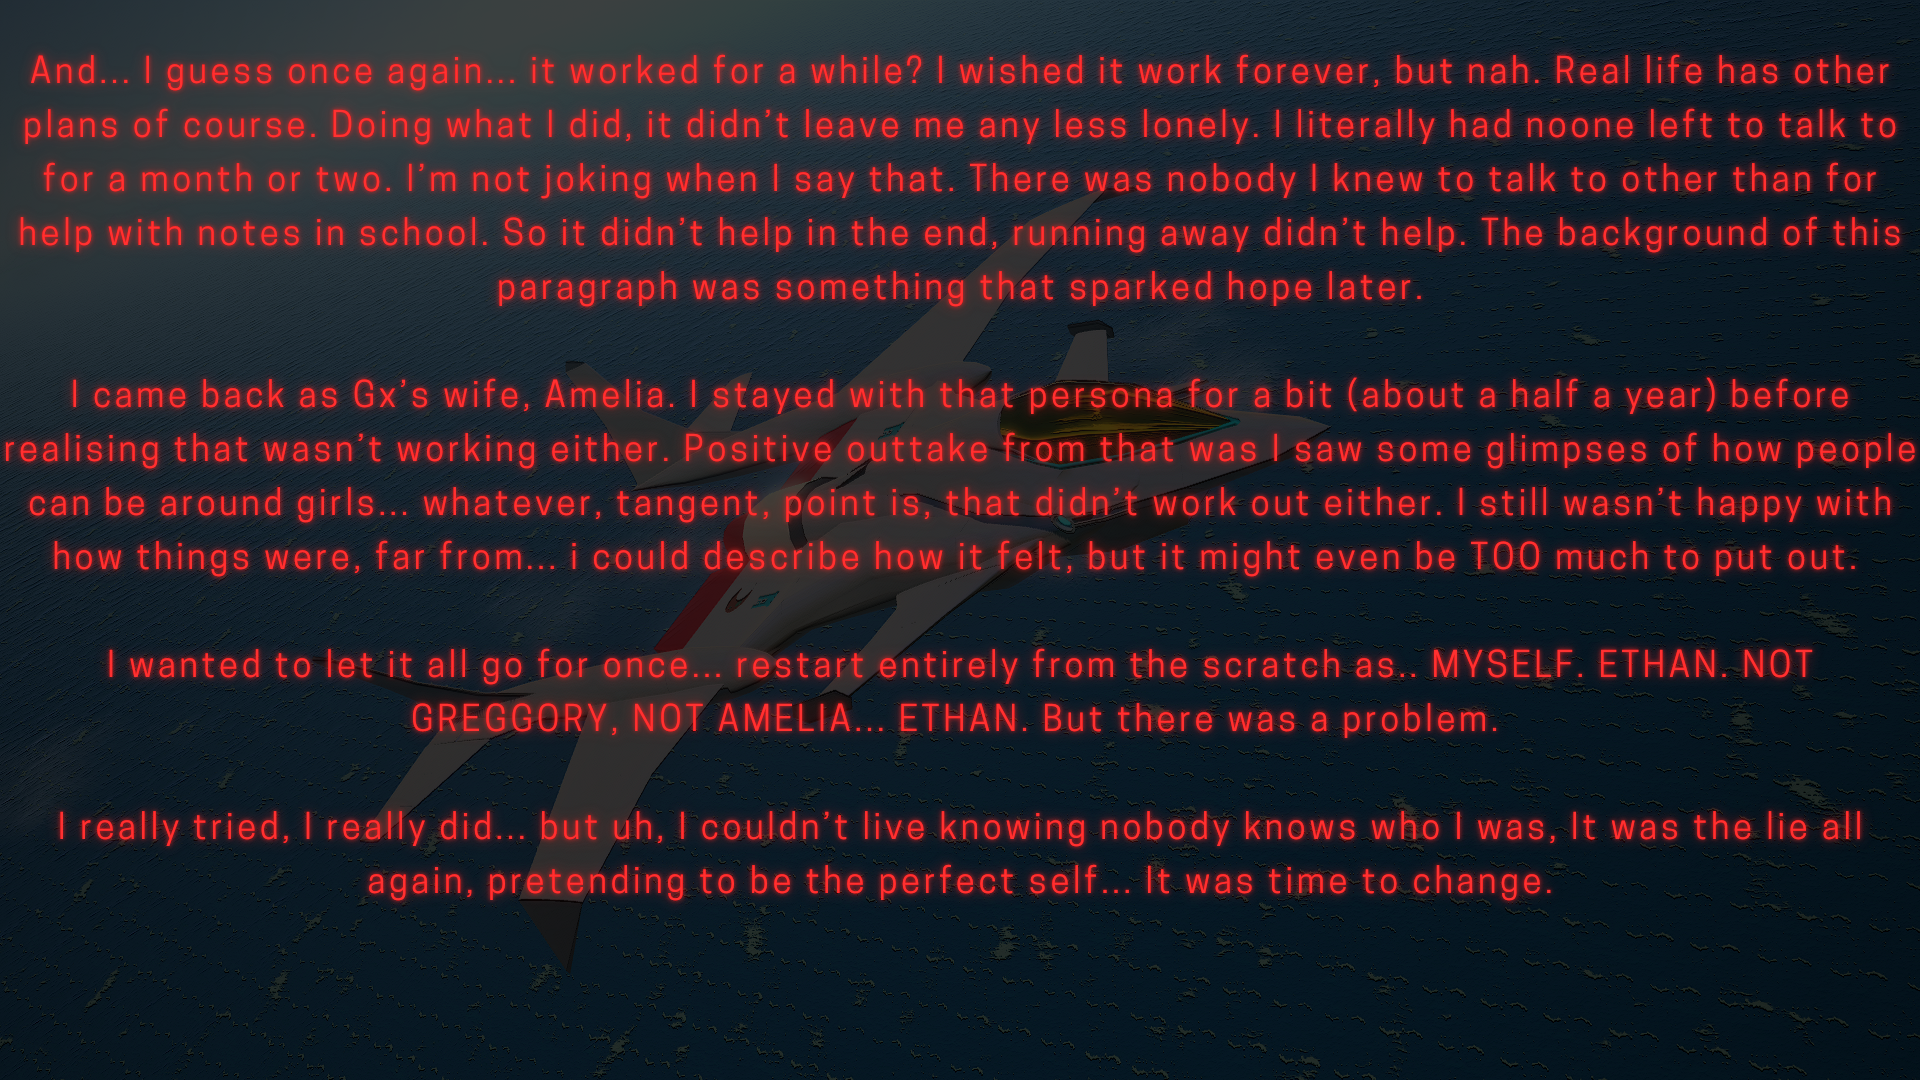 And... I guess once again... it worked for a while? I wished it work forever, but nah. Real life has other
plans of course. Doing what I did, it didn’t leave me any less lonely. I literally had noone left to talk to
for a month or two. I’m not joking when I say that. There was nobody I knew to talk to other than for
help with notes in school. So it didn’t help in the end, running away didn’t help. The background of this
paragraph was something that sparked hope later.
I came back as Gx’s wife, Amelia. I stayed with that persona for a bit (about a half a year) before
realising that wasn’t working either. Positive outtake from that was I saw some glimpses of how people
can be around girls... whatever, tangent, point is, that didn’t work out either. I still wasn’t happy with
how things were, far from... i could describe how it felt, but it might even be TOO much to put out.
I wanted to let it all go for once... restart entirely from the scratch as.. MYSELF. ETHAN. NOT
GREGGORY, NOT AMELIA... ETHAN. But there was a problem.
I really tried, I really did... but uh, I couldn’t live knowing nobody knows who I was, It was the lie all
again, pretending to be the perfect self... It was time to change.